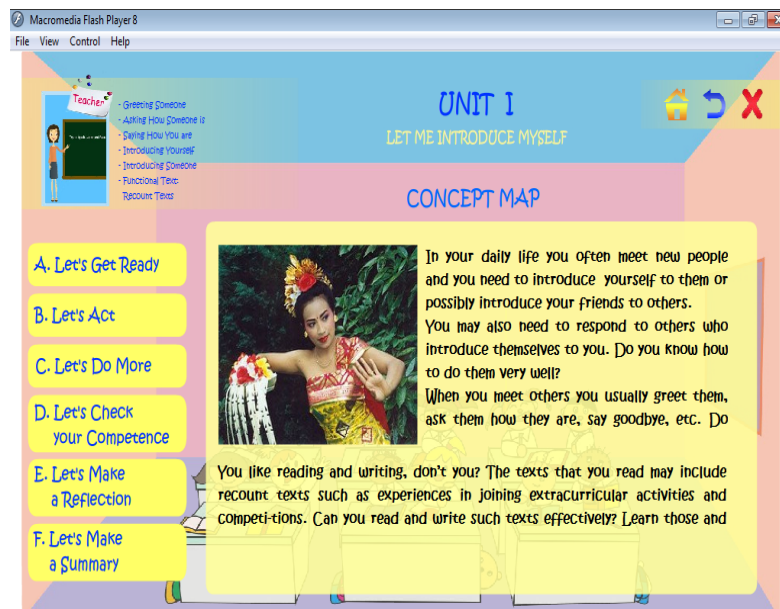 Macromedia Flash Player 8
File View Control Help
Teacher
- Greeting Someone
- Asking How Someone is
- Saying How You are
- Introducing Yourself
- Introducing Someone
- Functional Text
Recount Texts
UNIT I
LET ME INTRODUCE MYSELF
CONCEPT MAP
A. Let's Get Ready
B. Let's Act
C. Let's Do More
D. Let's Check
your Competence
E. Let's Make
a Reflection
F. Let's Make
a Summary
In your daily life you often meet new people
and you need to introduce yourself to them or
possibly introduce your friends to others.
You may also need to respond to others who
introduce themselves to you. Do you know how
to do them very well?
When you meet others you usually greet them,
ask them how they are, say goodbye, etc. Do
You like reading and writing, don't you? The texts that you read may include
recount texts such as experiences in joining extracurricular activities and
competi-tions. Can you read and write such texts effectively? Learn those and